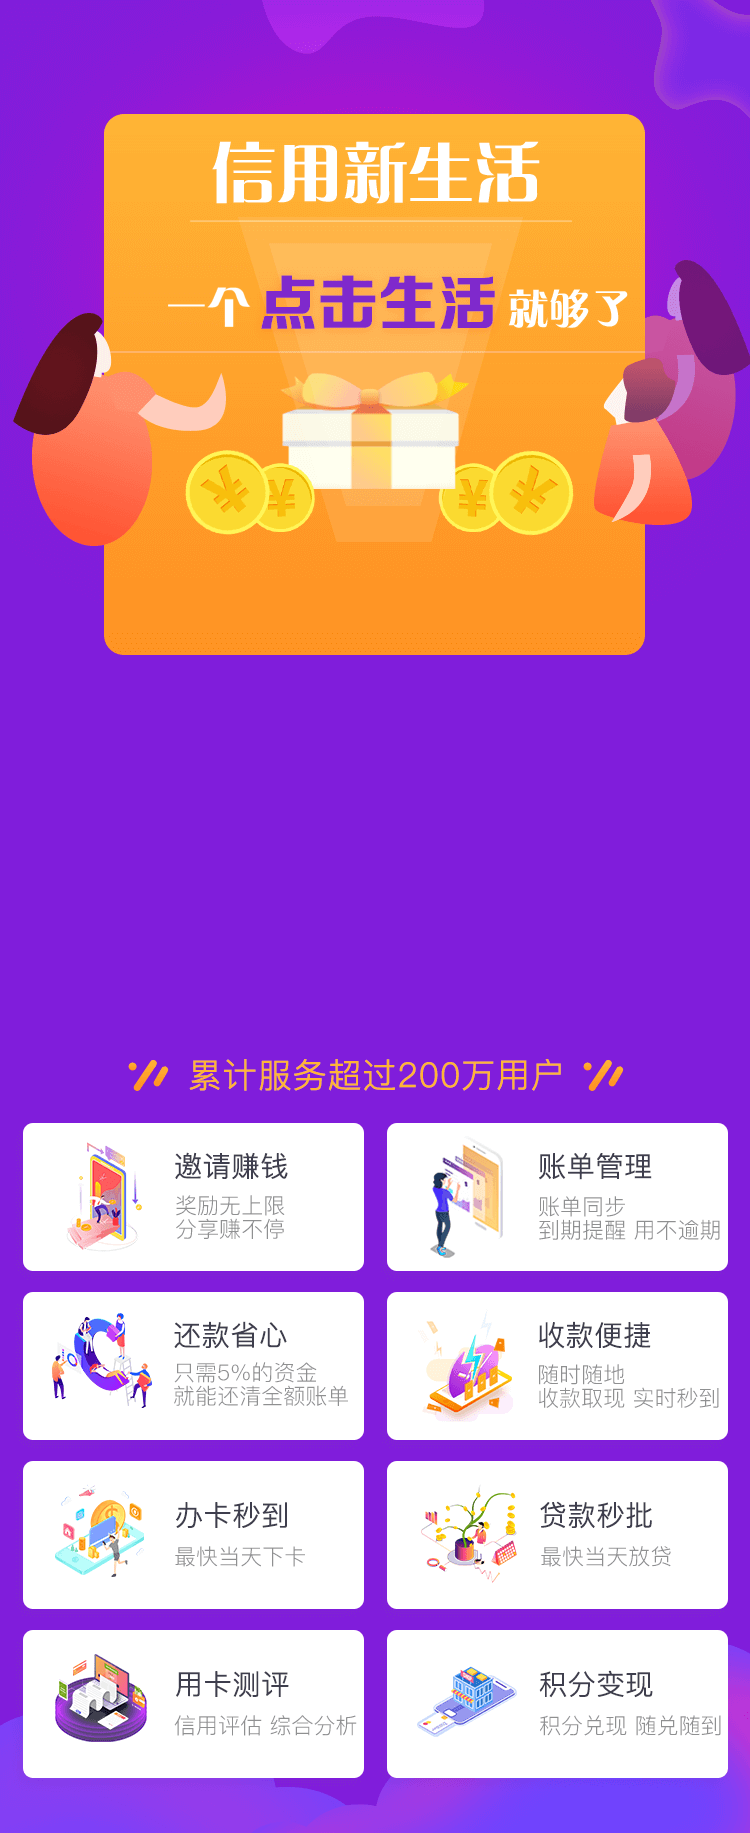 信用新生活
一个点击生活就够了
¥ ¥ ¥ ¥
累计服务超过200万用户
邀请赚钱
奖励无上限
分享赚不停
账单管理
账单同步
到期提醒 用不逾期
还款省心
只需5%的资金
就能还清全额账单
收款便捷
随时随地
收款取现 实时秒到
办卡秒到
最快当天下卡
贷款秒批
最快当天放贷
用卡测评
信用评估 综合分析
积分变现
积分兑现 随兑随到